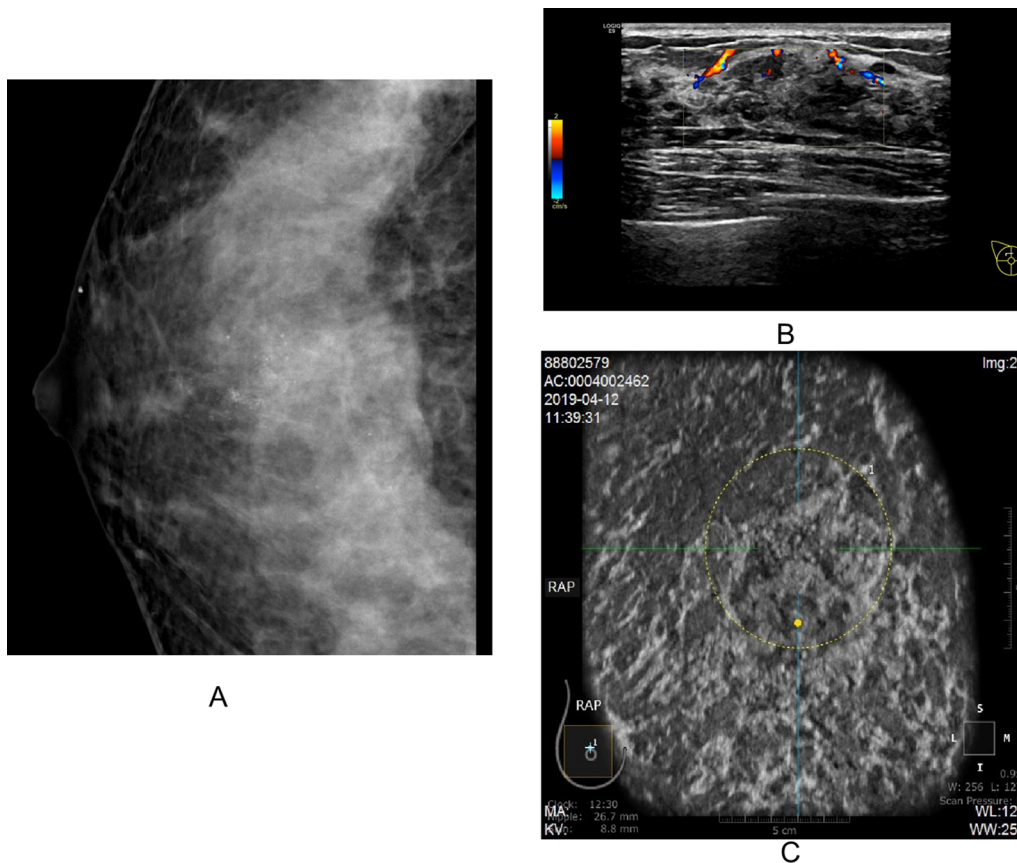 LOGIQ
E9
2
-2
cm/s
A
B
88802579
AC:0004002462
2019-04-12
11:39:31
Img:2
1
RAP
RAP
1
S
L
M
I
Clock: 12:30
Nipple: 26.7 mm
8.8 mm
MA:
KV:
5 cm
0.9
W: 256 L: 12
Scan Pressure:
WL:12
WW:25
C